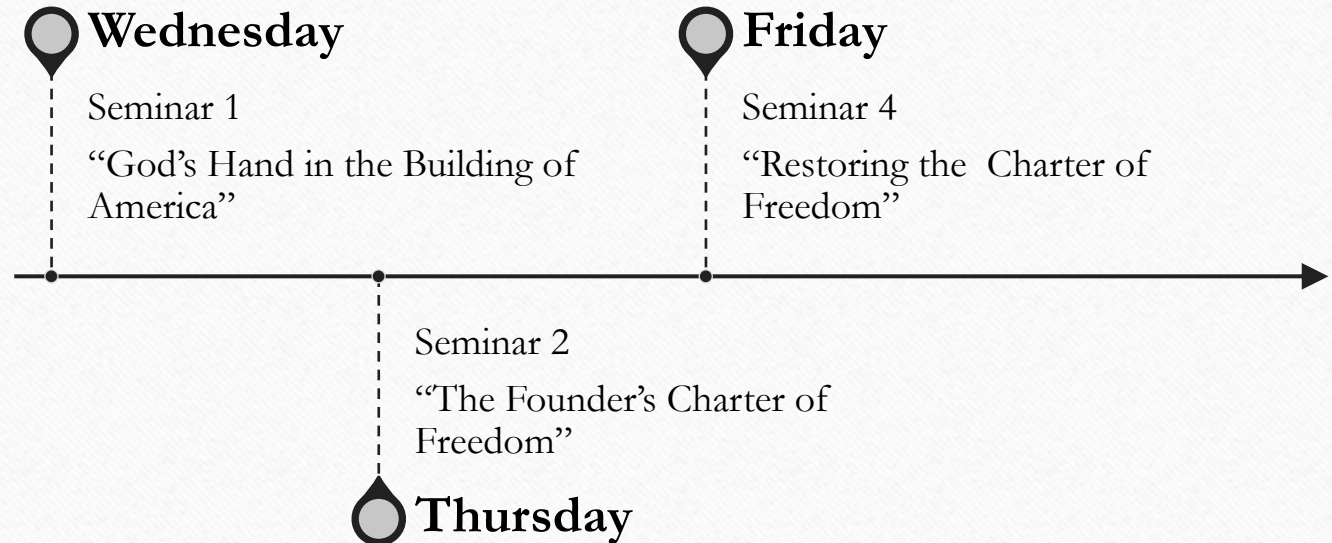 Wednesday
Seminar 1
“God’s Hand in the Building of
America”
Friday
Seminar 4
“Restoring the  Charter of
Freedom”
Seminar 2
“The Founder’s Charter of
Freedom”
Thursday